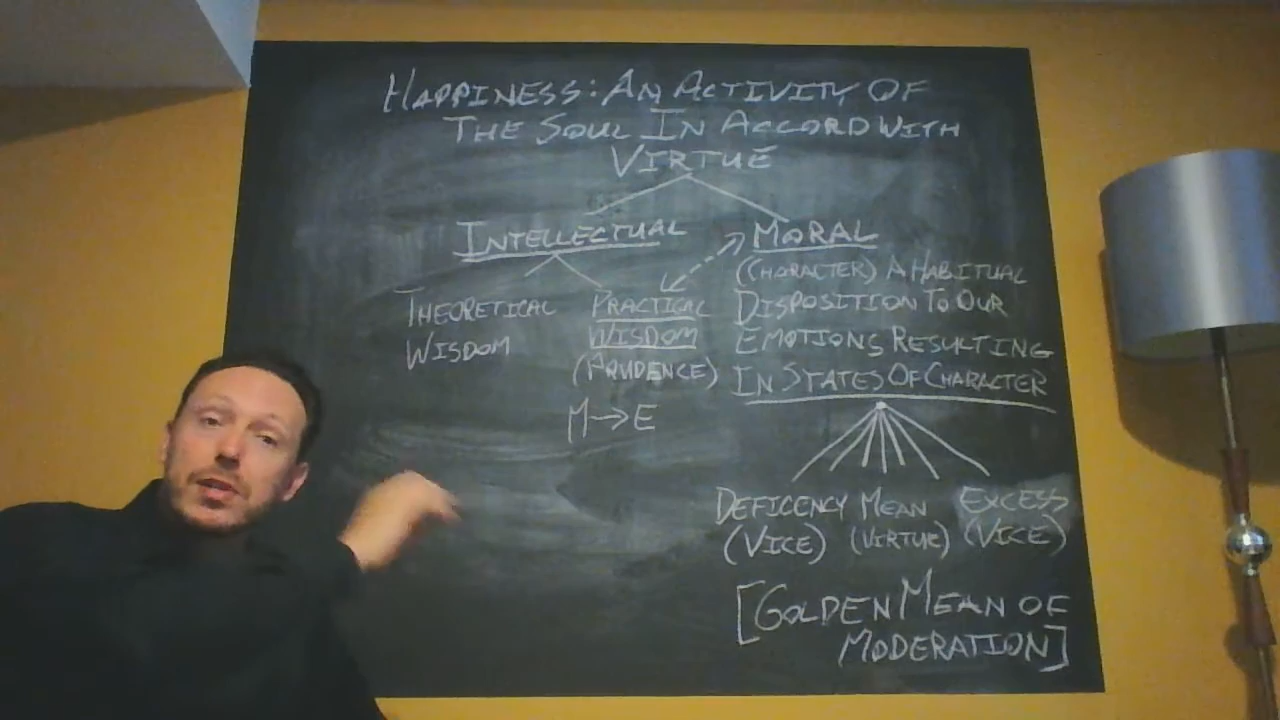 HAPPINESS: AN ACTIVITY OF
THE SOUL IN ACCORD WITH
VIRTUE
INTELLECTUAL
THEORETICAL
WISDOM
PRACTICAL
WISDOM
(PRUDENCE)
M→E
MORAL
(CHARACTER) A HABITUAL
DISPOSITION TO OUR
EMOTIONS RESULTING
IN STATES OF CHARACTER
DEFICENCY MEAN EXCESS
(VICE) (VIRTUE) (VICE)
[GOLDEN MEAN OF
MODERATION]